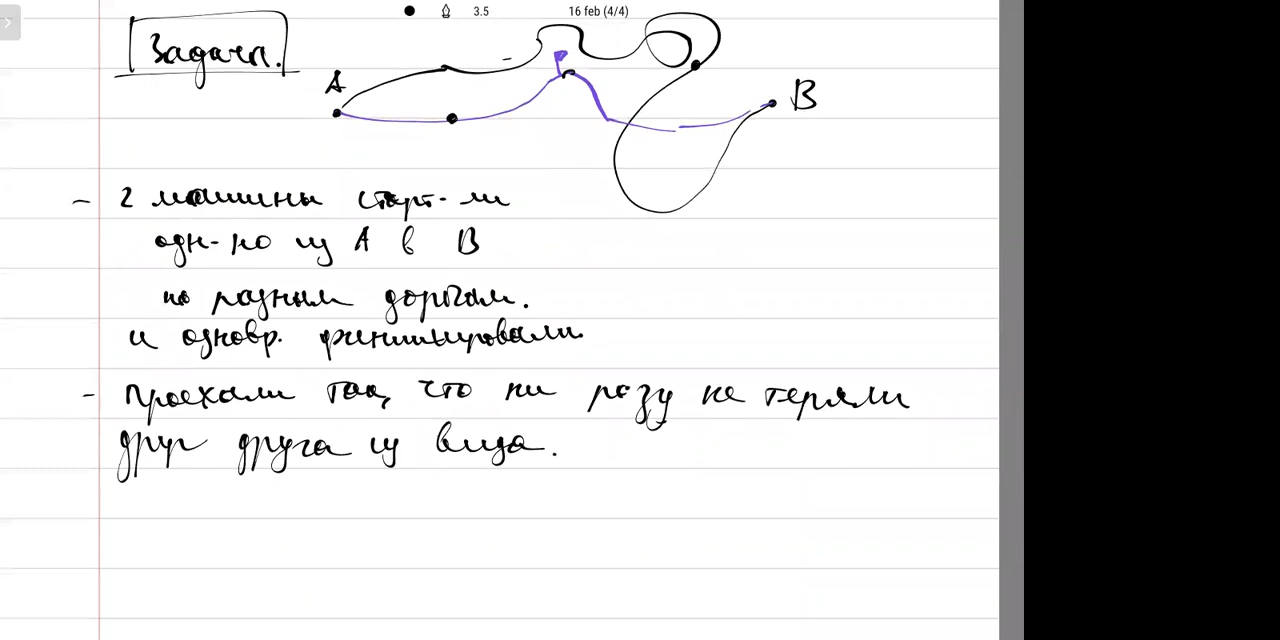 3.5 16 feb (4/4)
Задача.
A
B
- 2 машины старт-ли
одн-но из A в B
по разным дорогам.
и одновр. финишировали.
- Проехали так, что ни разу не теряли
друг друга из вида.